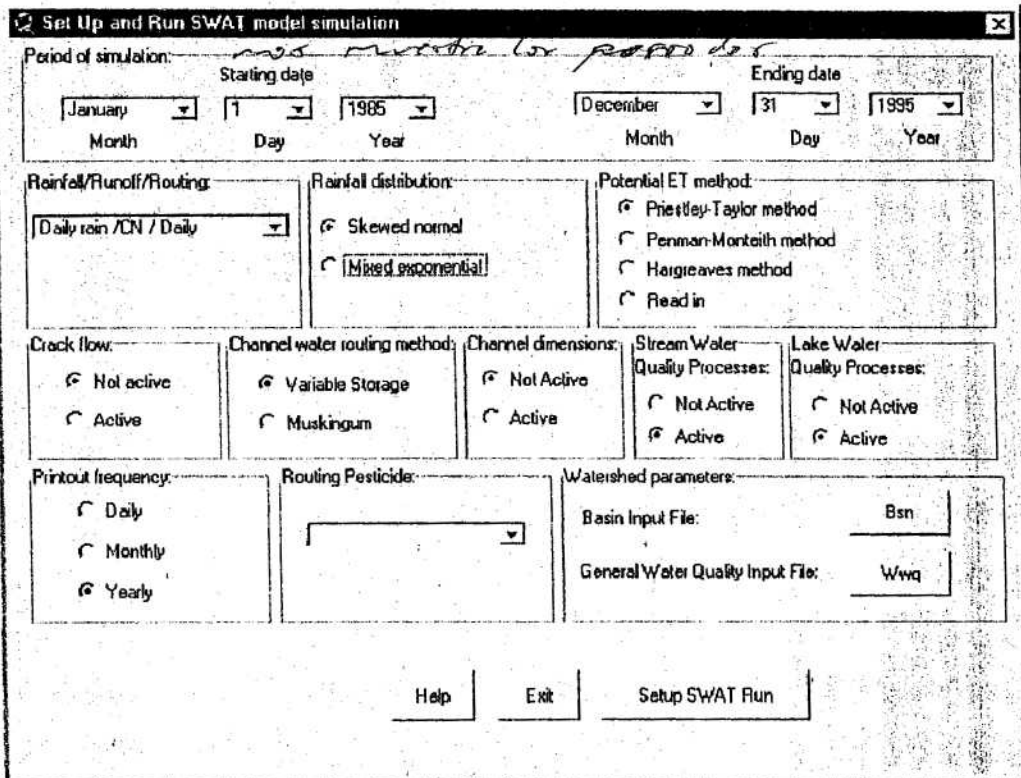 Set Up and Run SWAT model simulation
Period of simulation:
Starting date
Ending date
January 1 1985 December 31 1995
Month Day Year Month Day Year
Rainfall/Runoff/Routing:
Daily rain /CN / Daily
Rainfall distribution:
Skewed normal
Mixed exponential
Potential ET method:
Priestley-Taylor method
Penman-Monteith method
Hargreaves method
Read in
Crack flow:
Not active
Active
Channel water routing method:
Variable Storage
Muskingum
Channel dimensions:
Not Active
Active
Stream Water
Quality Processes:
Not Active
Active
Lake Water
Quality Processes:
Not Active
Active
Printout frequency:
Daily
Monthly
Yearly
Routing Pesticide:
Watershed parameters:
Basin Input File: Bsn
General Water Quality Input File: Wwq
Help Exit Setup SWAT Run